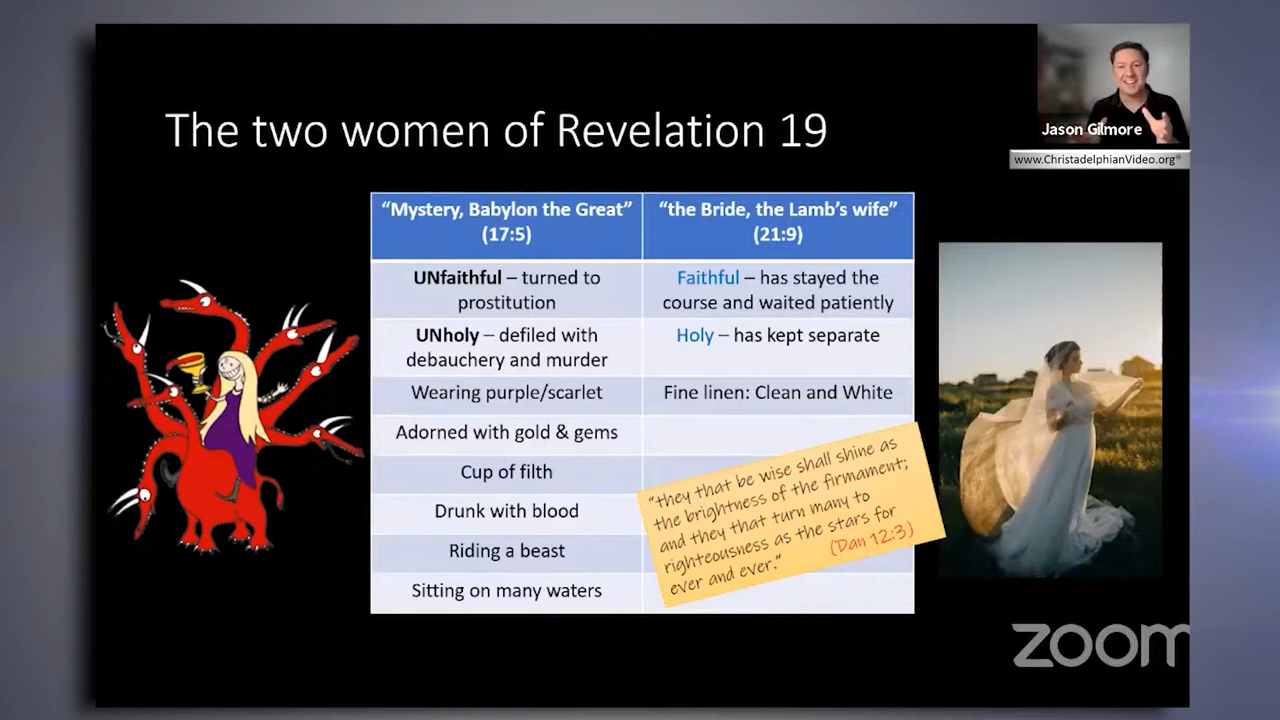 The two women of Revelation 19
Jason Gilmore
www.ChristadelphianVideo.org®
“Mystery, Babylon the Great”
(17:5)
“the Bride, the Lamb’s wife”
(21:9)
UNfaithful – turned to
prostitution
Faithful – has stayed the
course and waited patiently
UNholy – defiled with
debauchery and murder
Holy – has kept separate
Wearing purple/scarlet
Fine linen: Clean and White
Adorned with gold & gems
Cup of filth
Drunk with blood
Riding a beast
Sitting on many waters
“they that be wise shall shine as
the brightness of the firmament;
and they that turn many to
righteousness as the stars for
ever and ever.” (Dan 12:3)
zoom